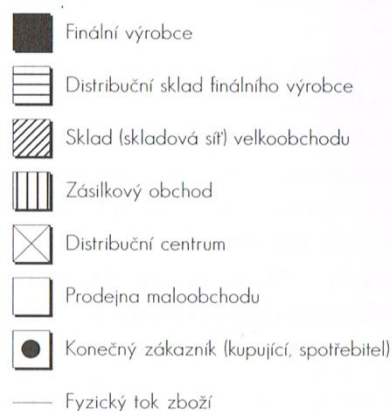 Finální výrobce
Distribuční sklad finálního výrobce
Sklad (skladová síť) velkoobchodu
Zásilkový obchod
Distribuční centrum
Prodejna maloobchodu
Konečný zákazník (kupující, spotřebitel)
Fyzický tok zboží